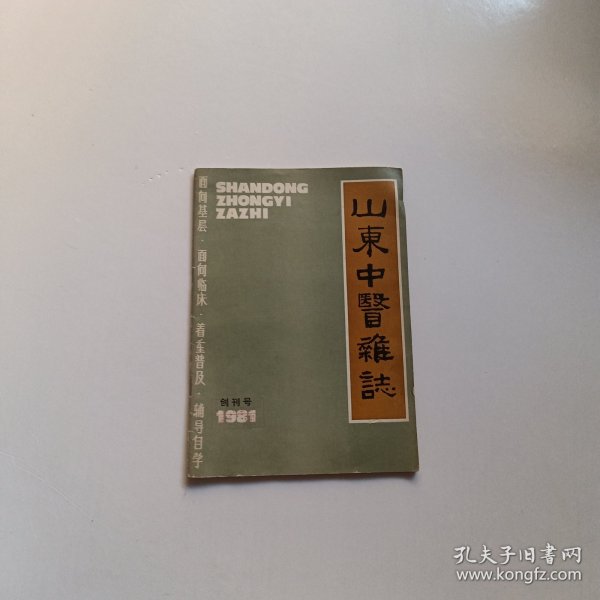 SHANDONG
ZHONGYI
ZAZHI
山東中醫雜誌
面向基层·面向临床·着重普及·辅导自学
创刊号
1981
孔夫子旧书网
www.kongfz.com